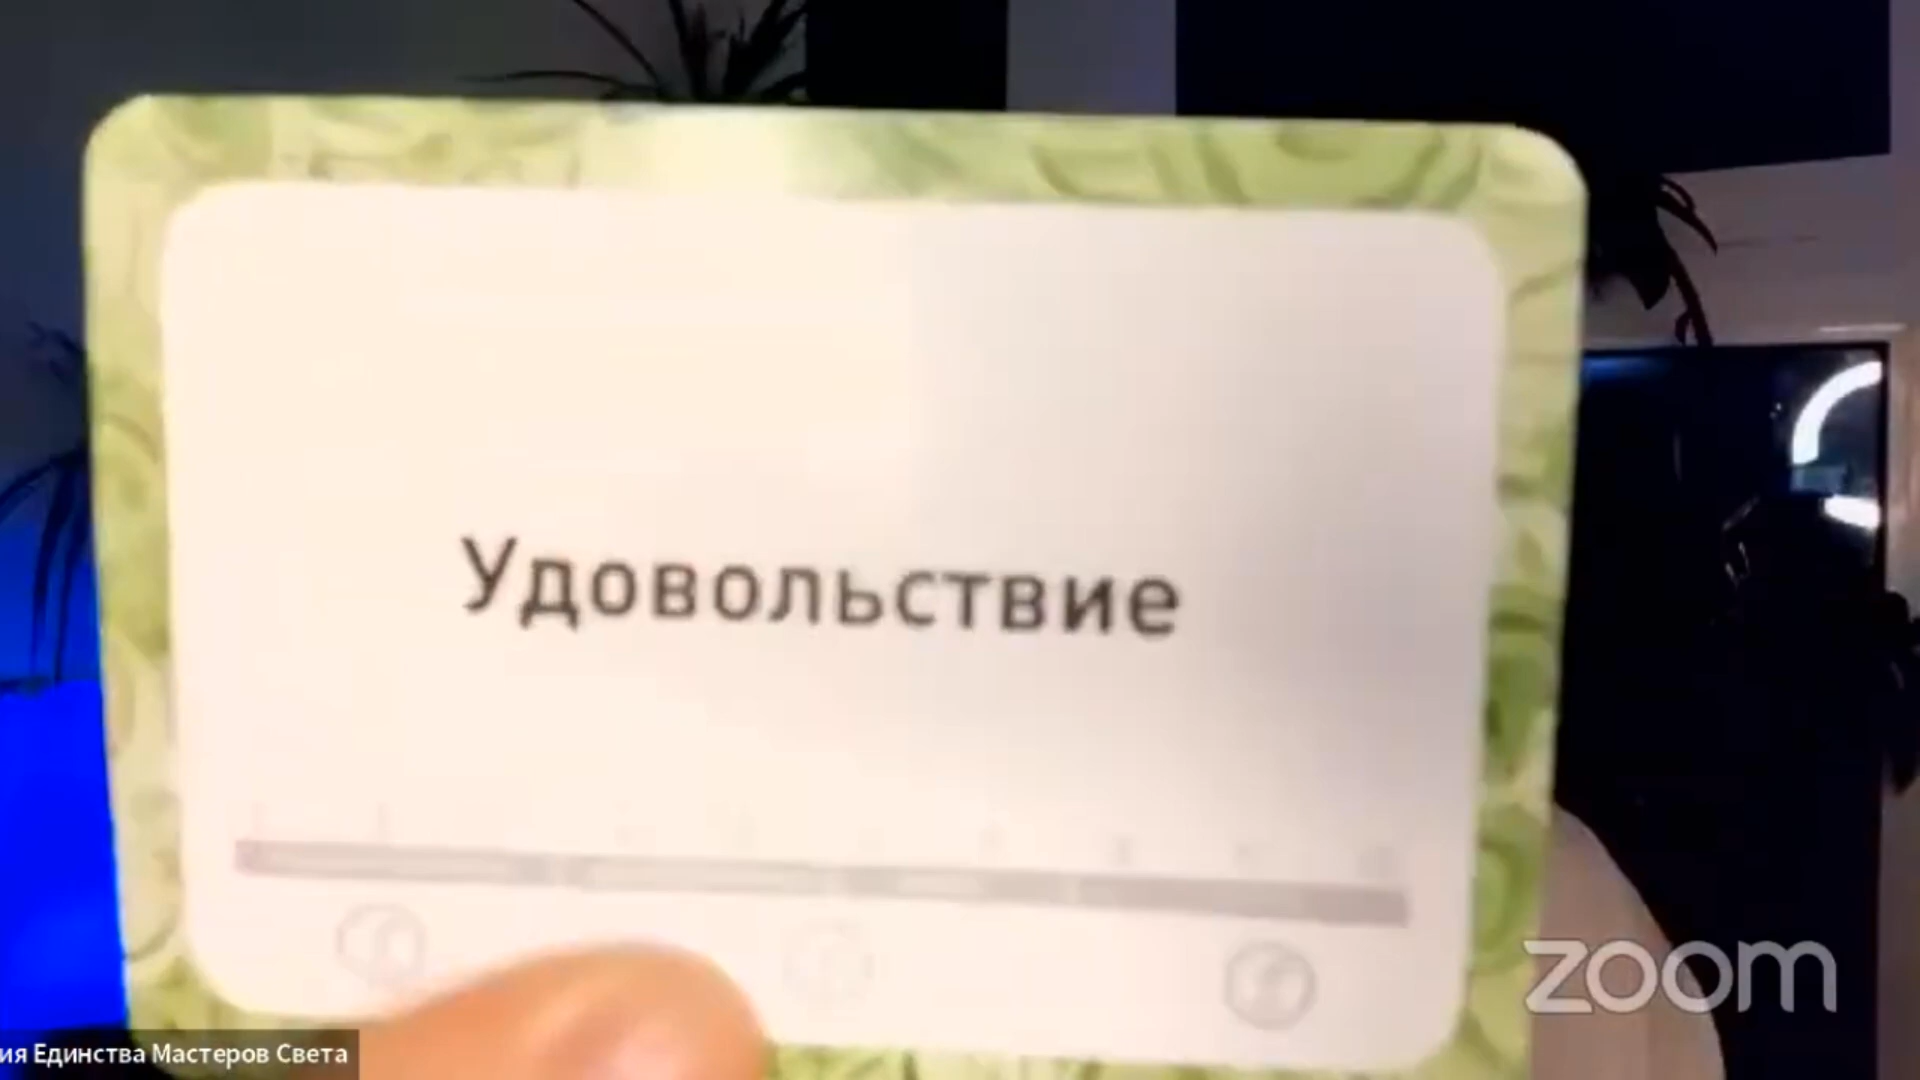 Удовольствие
zoom
ия Единства Мастеров Света